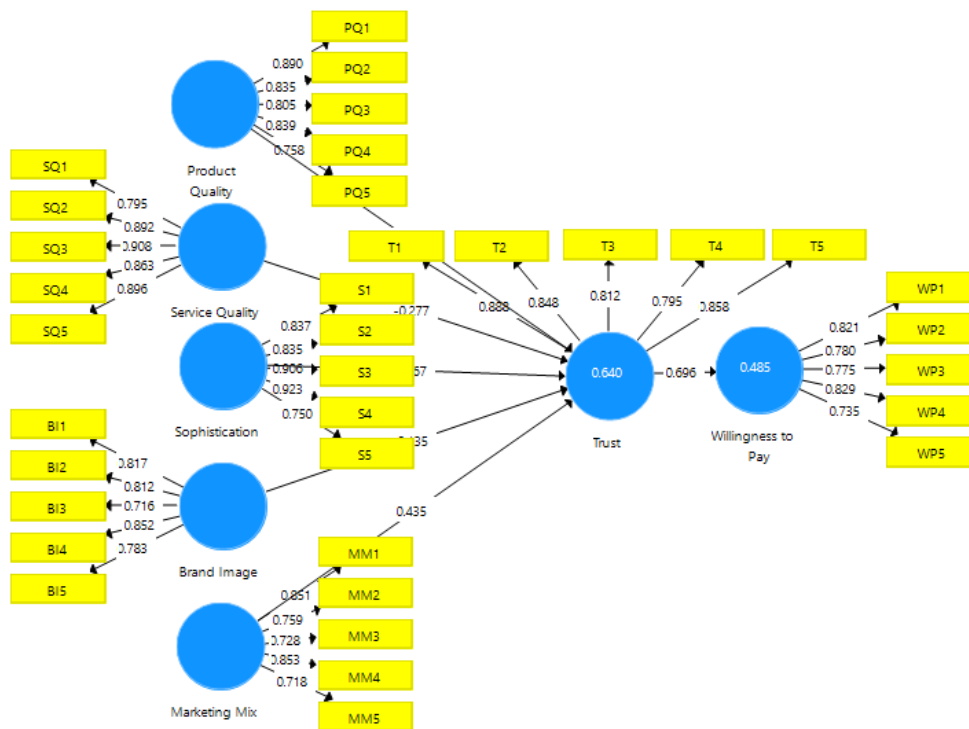 PQ1
0.890
PQ2
0.835
0.805
PQ3
0.839
PQ4
0.758
PQ5
Product
Quality
SQ1
0.795
SQ2
0.892
SQ3
0.908
0.863
SQ4
0.896
SQ5
Service Quality
T1
T2
T3
T4
T5
0.888
0.848
0.812
0.795
0.858
-0.277
S1
0.837
S2
0.835
0.906
S3
0.923
S4
0.750
S5
Sophistication
BI1
0.817
BI2
0.812
BI3
0.716
0.852
BI4
0.783
BI5
Brand Image
0.435
MM1
0.851
MM2
0.759
0.728
MM3
0.853
MM4
0.718
MM5
Marketing Mix
0.640
Trust
0.696
0.485
Willingness to
Pay
WP1
0.821
WP2
0.780
0.775
WP3
0.829
WP4
0.735
WP5